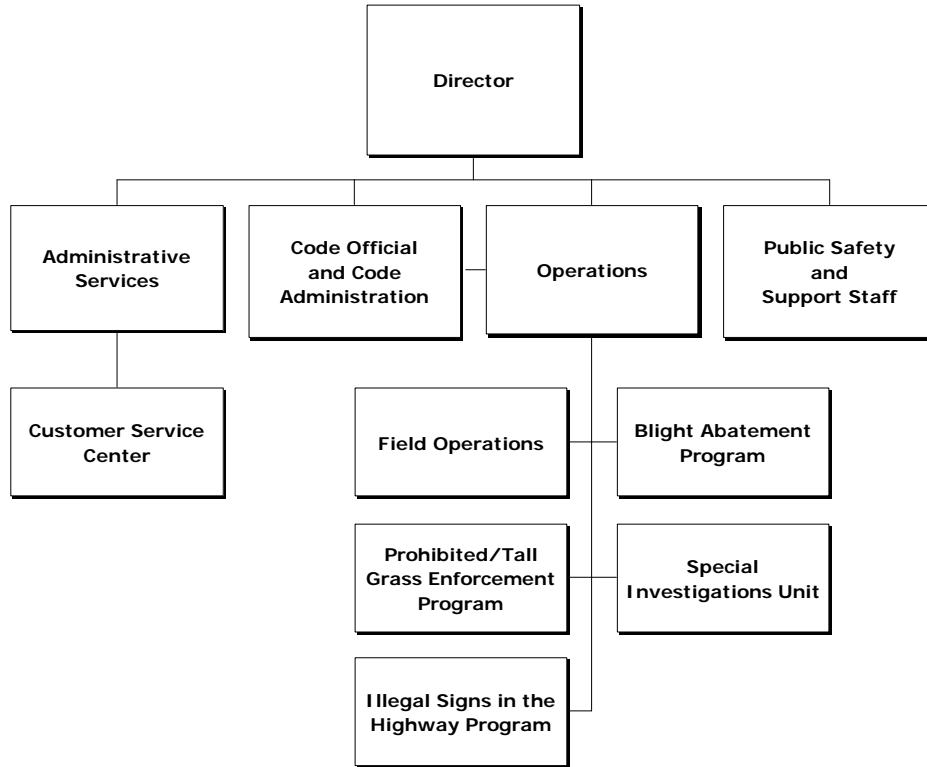 Director
Administrative
Services
Code Official
and Code
Administration
Operations
Public Safety
and
Support Staff
Customer Service
Center
Field Operations
Blight Abatement
Program
Prohibited/Tall
Grass Enforcement
Program
Special
Investigations Unit
Illegal Signs in the
Highway Program